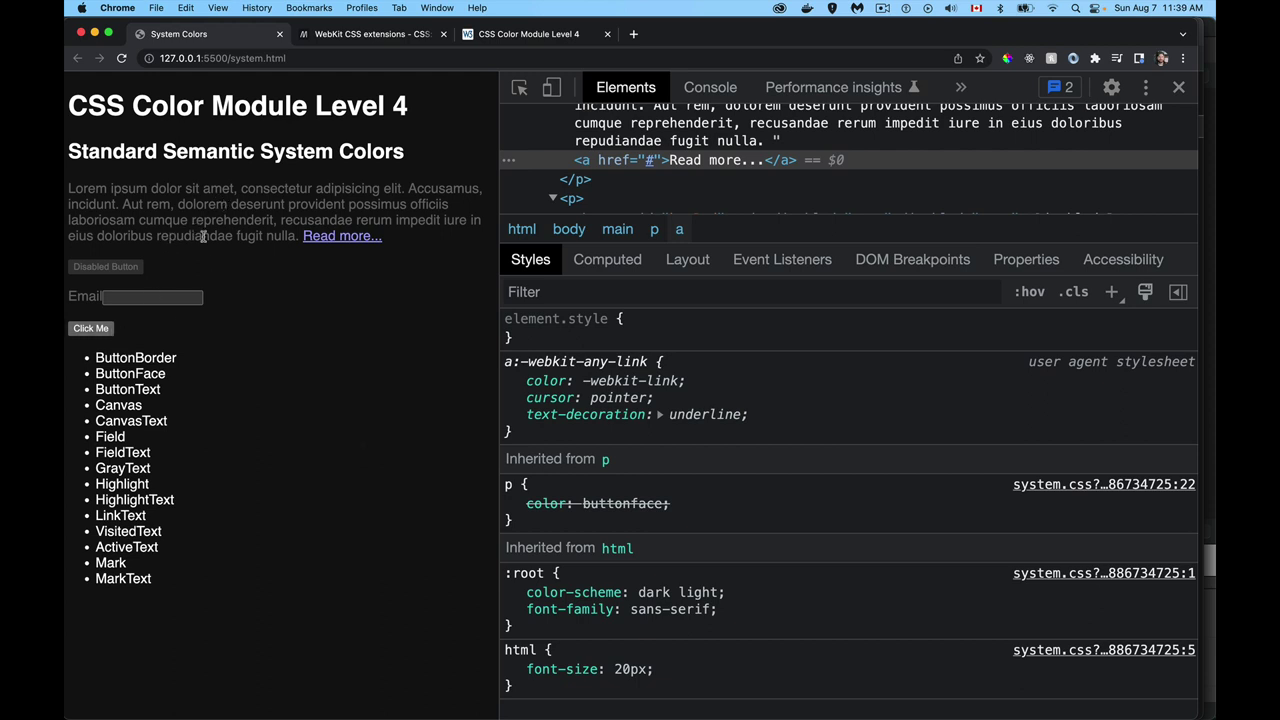 Chrome File Edit View History Bookmarks Profiles Tab Window Help Sun Aug 7 11:39 AM
System Colors WebKit CSS extensions - CSS: CSS Color Module Level 4
127.0.0.1:5500/system.html
CSS Color Module Level 4
Standard Semantic System Colors
Lorem ipsum dolor sit amet, consectetur adipisicing elit. Accusamus,
incidunt. Aut rem, dolorem deserunt provident possimus officiis
laboriosam cumque reprehenderit, recusandae rerum impedit iure in
eius doloribus repudiandae fugit nulla. Read more...
Disabled Button
Email
Click Me
• ButtonBorder
• ButtonFace
• ButtonText
• Canvas
• CanvasText
• Field
• FieldText
• GrayText
• Highlight
• HighlightText
• LinkText
• VisitedText
• ActiveText
• Mark
• MarkText
Elements Console Performance insights » 2
incidunt. Aut rem, dolorem deserunt provident possimus officiis laboriosam
cumque reprehenderit, recusandae rerum impedit iure in eius doloribus
repudiandae fugit nulla. "
... <a href="#">Read more...</a> == $0
</p>
<p>
html body main p a
Styles Computed Layout Event Listeners DOM Breakpoints Properties Accessibility
Filter :hov .cls +
element.style {
}
a:-webkit-any-link { user agent stylesheet
color: -webkit-link;
cursor: pointer;
text-decoration: underline;
}
Inherited from p
p { system.css?…86734725:22
color: buttonface;
}
Inherited from html
:root { system.css?…886734725:1
color-scheme: dark light;
font-family: sans-serif;
}
html { system.css?…886734725:5
font-size: 20px;
}